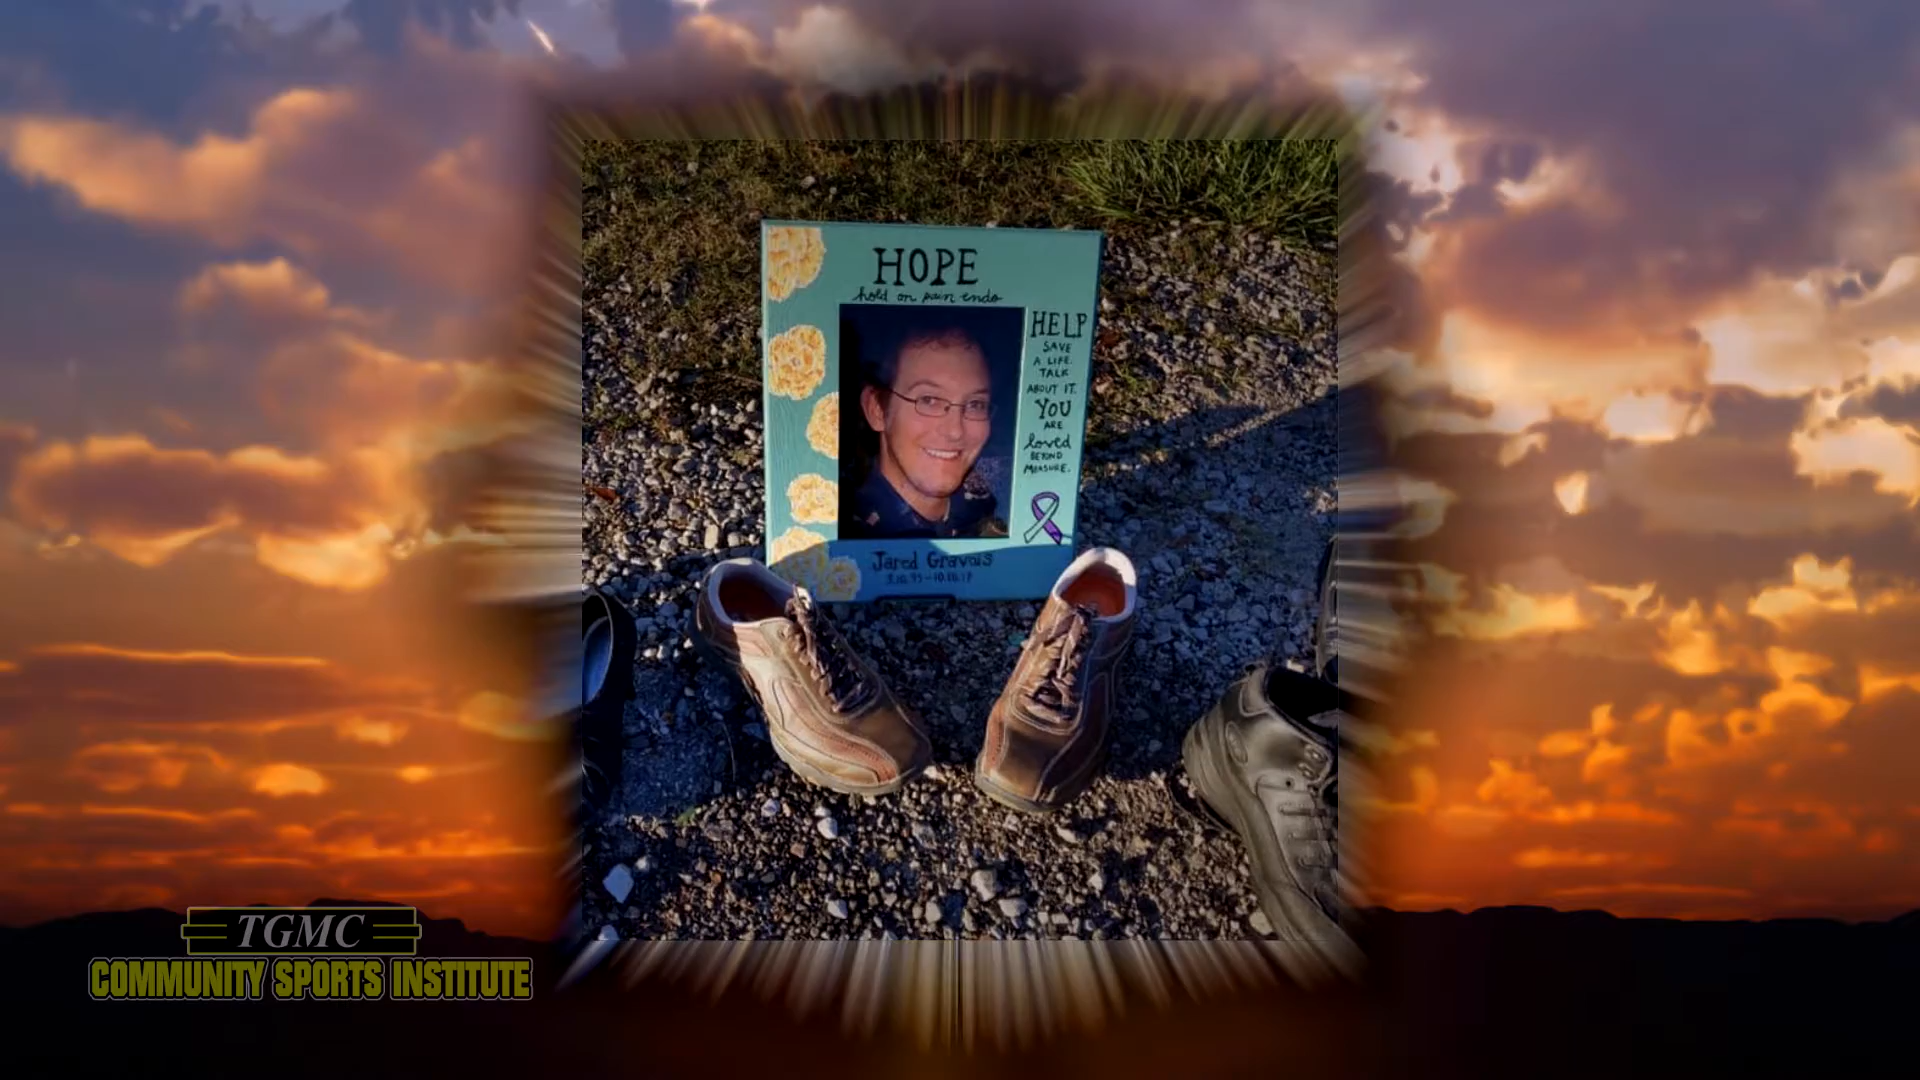 HOPE
hold on pain ends
HELP
SAVE
A LIFE.
TALK
ABOUT IT.
YOU
ARE
loved
BEYOND
MEASURE.
Jared Gravois
TGMC
COMMUNITY SPORTS INSTITUTE